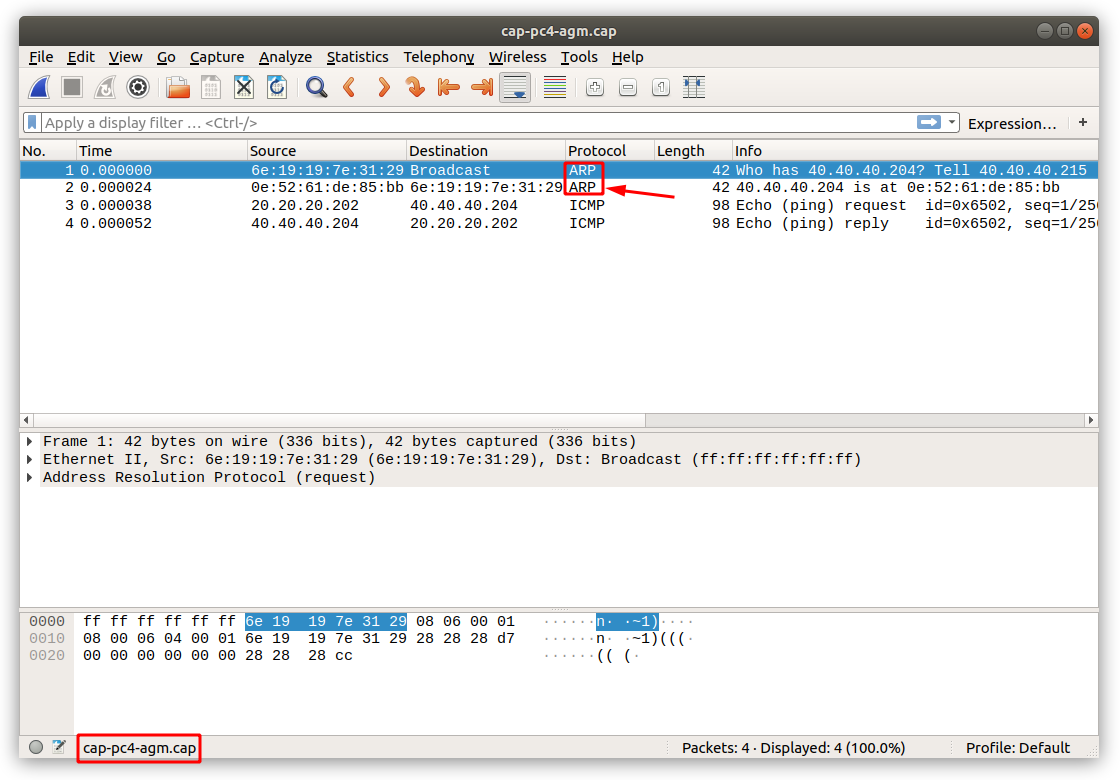 cap-pc4-agm.cap
File Edit View Go Capture Analyze Statistics Telephony Wireless Tools Help
Apply a display filter … <Ctrl-/> Expression… +
No. Time Source Destination Protocol Length Info
1 0.000000 6e:19:19:7e:31:29 Broadcast ARP 42 Who has 40.40.40.204? Tell 40.40.40.215
2 0.000024 0e:52:61:de:85:bb 6e:19:19:7e:31:29 ARP 42 40.40.40.204 is at 0e:52:61:de:85:bb
3 0.000038 20.20.20.202 40.40.40.204 ICMP 98 Echo (ping) request id=0x6502, seq=1/256
4 0.000052 40.40.40.204 20.20.20.202 ICMP 98 Echo (ping) reply id=0x6502, seq=1/256
Frame 1: 42 bytes on wire (336 bits), 42 bytes captured (336 bits)
Ethernet II, Src: 6e:19:19:7e:31:29 (6e:19:19:7e:31:29), Dst: Broadcast (ff:ff:ff:ff:ff:ff)
Address Resolution Protocol (request)
0000 ff ff ff ff ff ff 6e 19 19 7e 31 29 08 06 00 01 ······n· ·~1)····
0010 08 00 06 04 00 01 6e 19 19 7e 31 29 28 28 28 d7 ······n· ·~1)(((·
0020 00 00 00 00 00 00 28 28 28 cc ······(( (·
cap-pc4-agm.cap Packets: 4 · Displayed: 4 (100.0%) Profile: Default